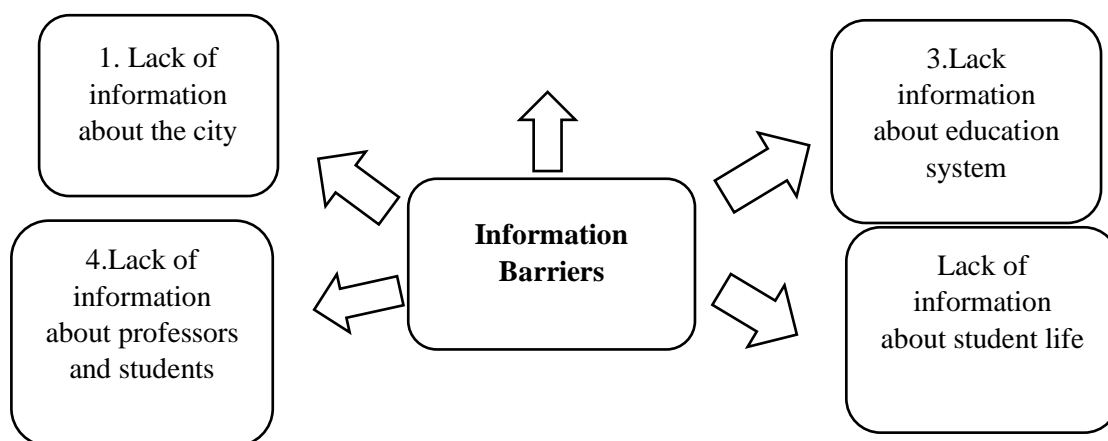 1. Lack of
information
about the city
3.Lack
information
about education
system
Information
Barriers
4.Lack of
information
about professors
and students
Lack of
information
about student life